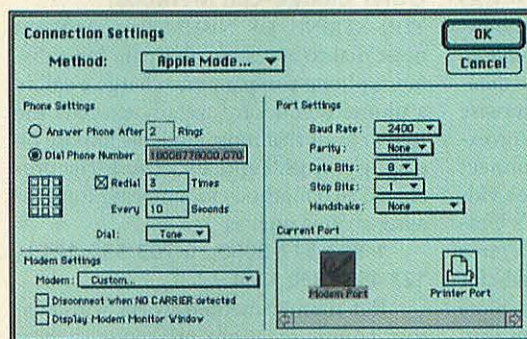 Connection Settings
OK
Method: Apple Mode...
Cancel
Phone Settings
Answer Phone After 2 Rings
Dial Phone Number
Redial 3 Times
Every 10 Seconds
Dial: Tone
Modem Settings
Modem: Custom...
Disconnect when NO CARRIER detected
Display Modem Monitor Window
Port Settings
Baud Rate: 2400
Parity: None
Data Bits: 8
Stop Bits: 1
Handshake: None
Current Port
Modem Port
Printer Port